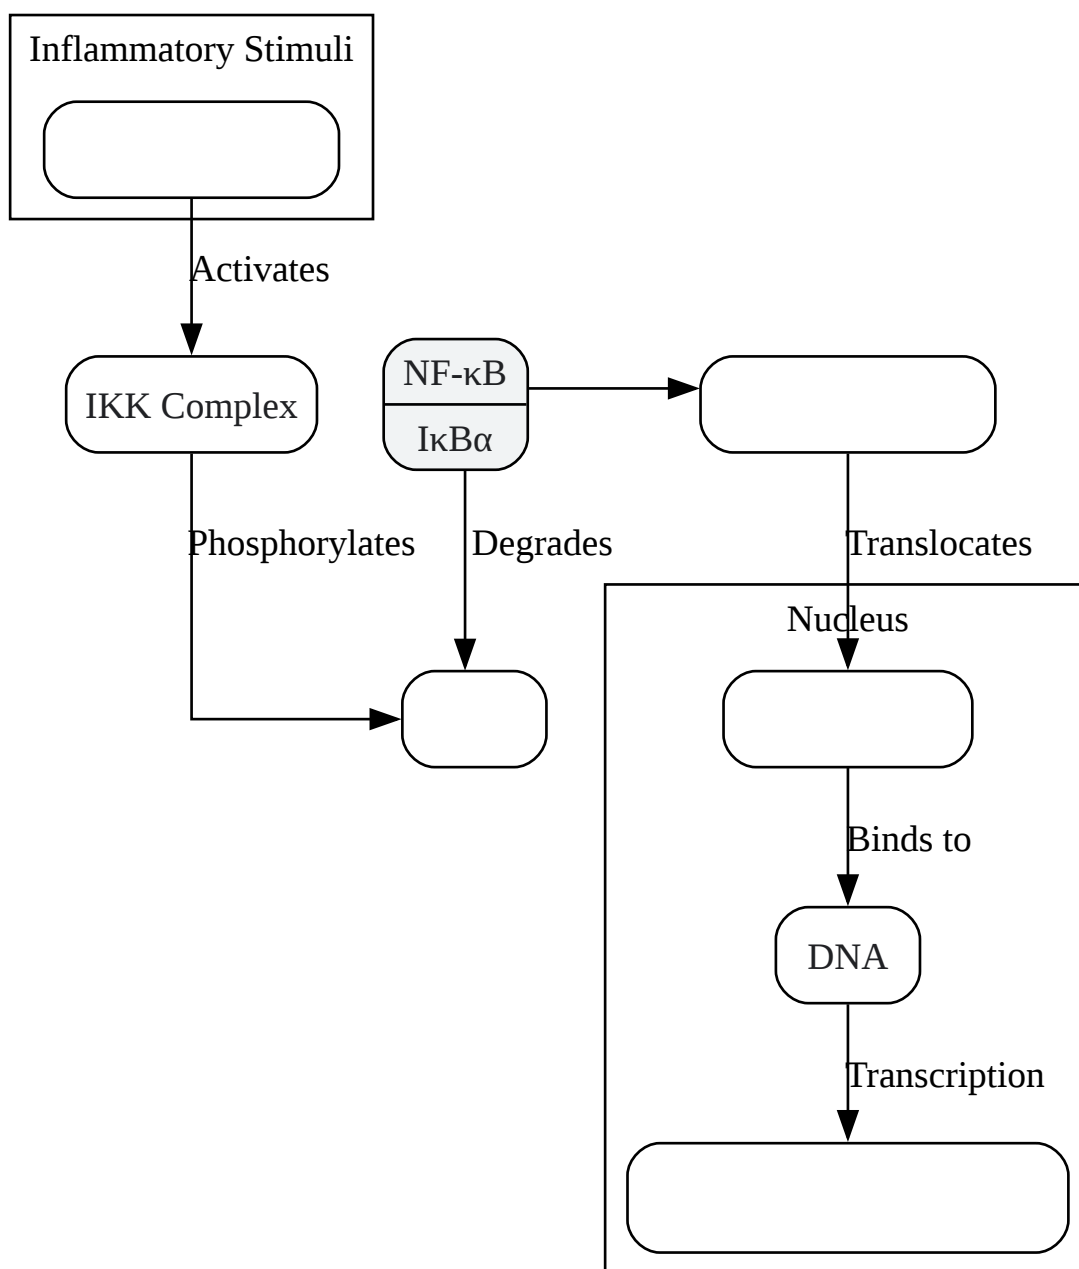 Inflammatory Stimuli
Activates
IKK Complex
NF-κB
IκBα
Phosphorylates
Degrades
Translocates
Nucleus
Binds to
DNA
Transcription